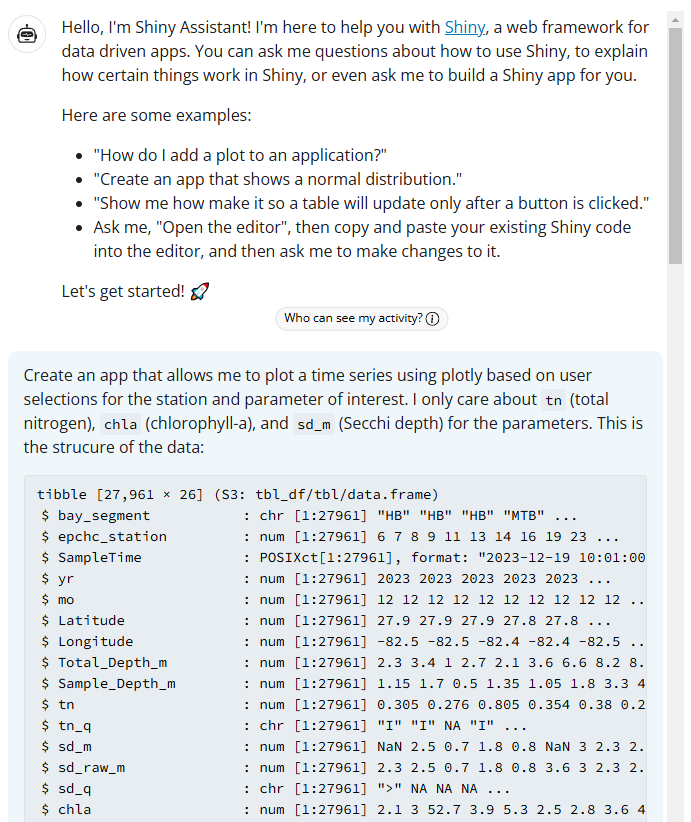 Hello, I'm Shiny Assistant! I'm here to help you with Shiny, a web framework for
data driven apps. You can ask me questions about how to use Shiny, to explain
how certain things work in Shiny, or even ask me to build a Shiny app for you.
Here are some examples:
• "How do I add a plot to an application?"
• "Create an app that shows a normal distribution."
• "Show me how make it so a table will update only after a button is clicked."
• Ask me, "Open the editor", then copy and paste your existing Shiny code
into the editor, and then ask me to make changes to it.
Let's get started! 🚀
Who can see my activity?
Create an app that allows me to plot a time series using plotly based on user
selections for the station and parameter of interest. I only care about tn (total
nitrogen), chla (chlorophyll-a), and sd_m (Secchi depth) for the parameters. This is
the strucure of the data:
tibble [27,961 × 26] (S3: tbl_df/tbl/data.frame)
$ bay_segment : chr [1:27961] "HB" "HB" "HB" "MTB" ...
$ epchc_station : num [1:27961] 6 7 8 9 11 13 14 16 19 23 ...
$ SampleTime : POSIXct[1:27961], format: "2023-12-19 10:01:00
$ yr : num [1:27961] 2023 2023 2023 2023 2023 ...
$ mo : num [1:27961] 12 12 12 12 12 12 12 12 12 12 ..
$ Latitude : num [1:27961] 27.9 27.9 27.9 27.8 27.8 ...
$ Longitude : num [1:27961] -82.5 -82.5 -82.4 -82.4 -82.5 ..
$ Total_Depth_m : num [1:27961] 2.3 3.4 1 2.7 2.1 3.6 6.6 8.2 8.
$ Sample_Depth_m : num [1:27961] 1.15 1.7 0.5 1.35 1.05 1.8 3.3 4
$ tn : num [1:27961] 0.305 0.276 0.805 0.354 0.38 0.2
$ tn_q : chr [1:27961] "I" "I" NA "I" ...
$ sd_m : num [1:27961] NaN 2.5 0.7 1.8 0.8 NaN 3 2.3 2.
$ sd_raw_m : num [1:27961] 2.3 2.5 0.7 1.8 0.8 3.6 3 2.3 2.
$ sd_q : chr [1:27961] ">" NA NA NA ...
$ chla : num [1:27961] 2.1 3 52.7 3.9 5.3 2.5 2.8 3.6 4